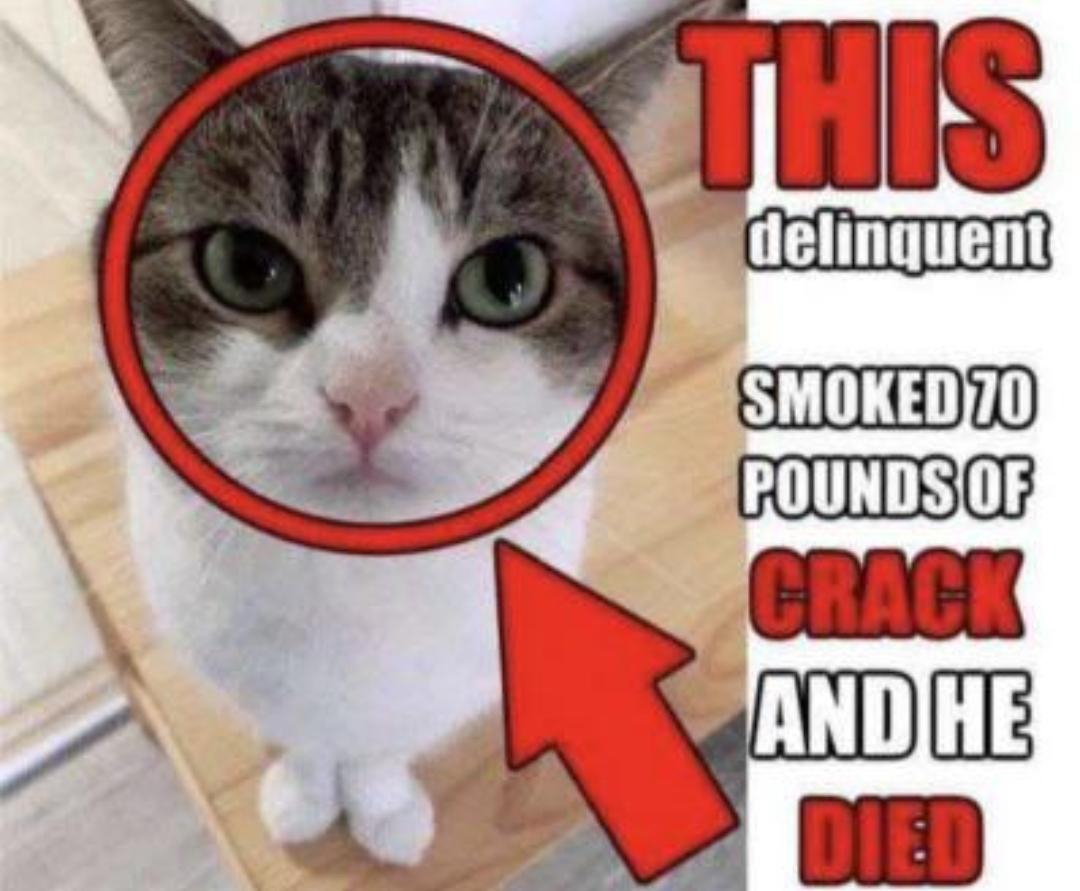 THIS
delinquent
SMOKED 70
POUNDS OF
CRACK
AND HE
DIED